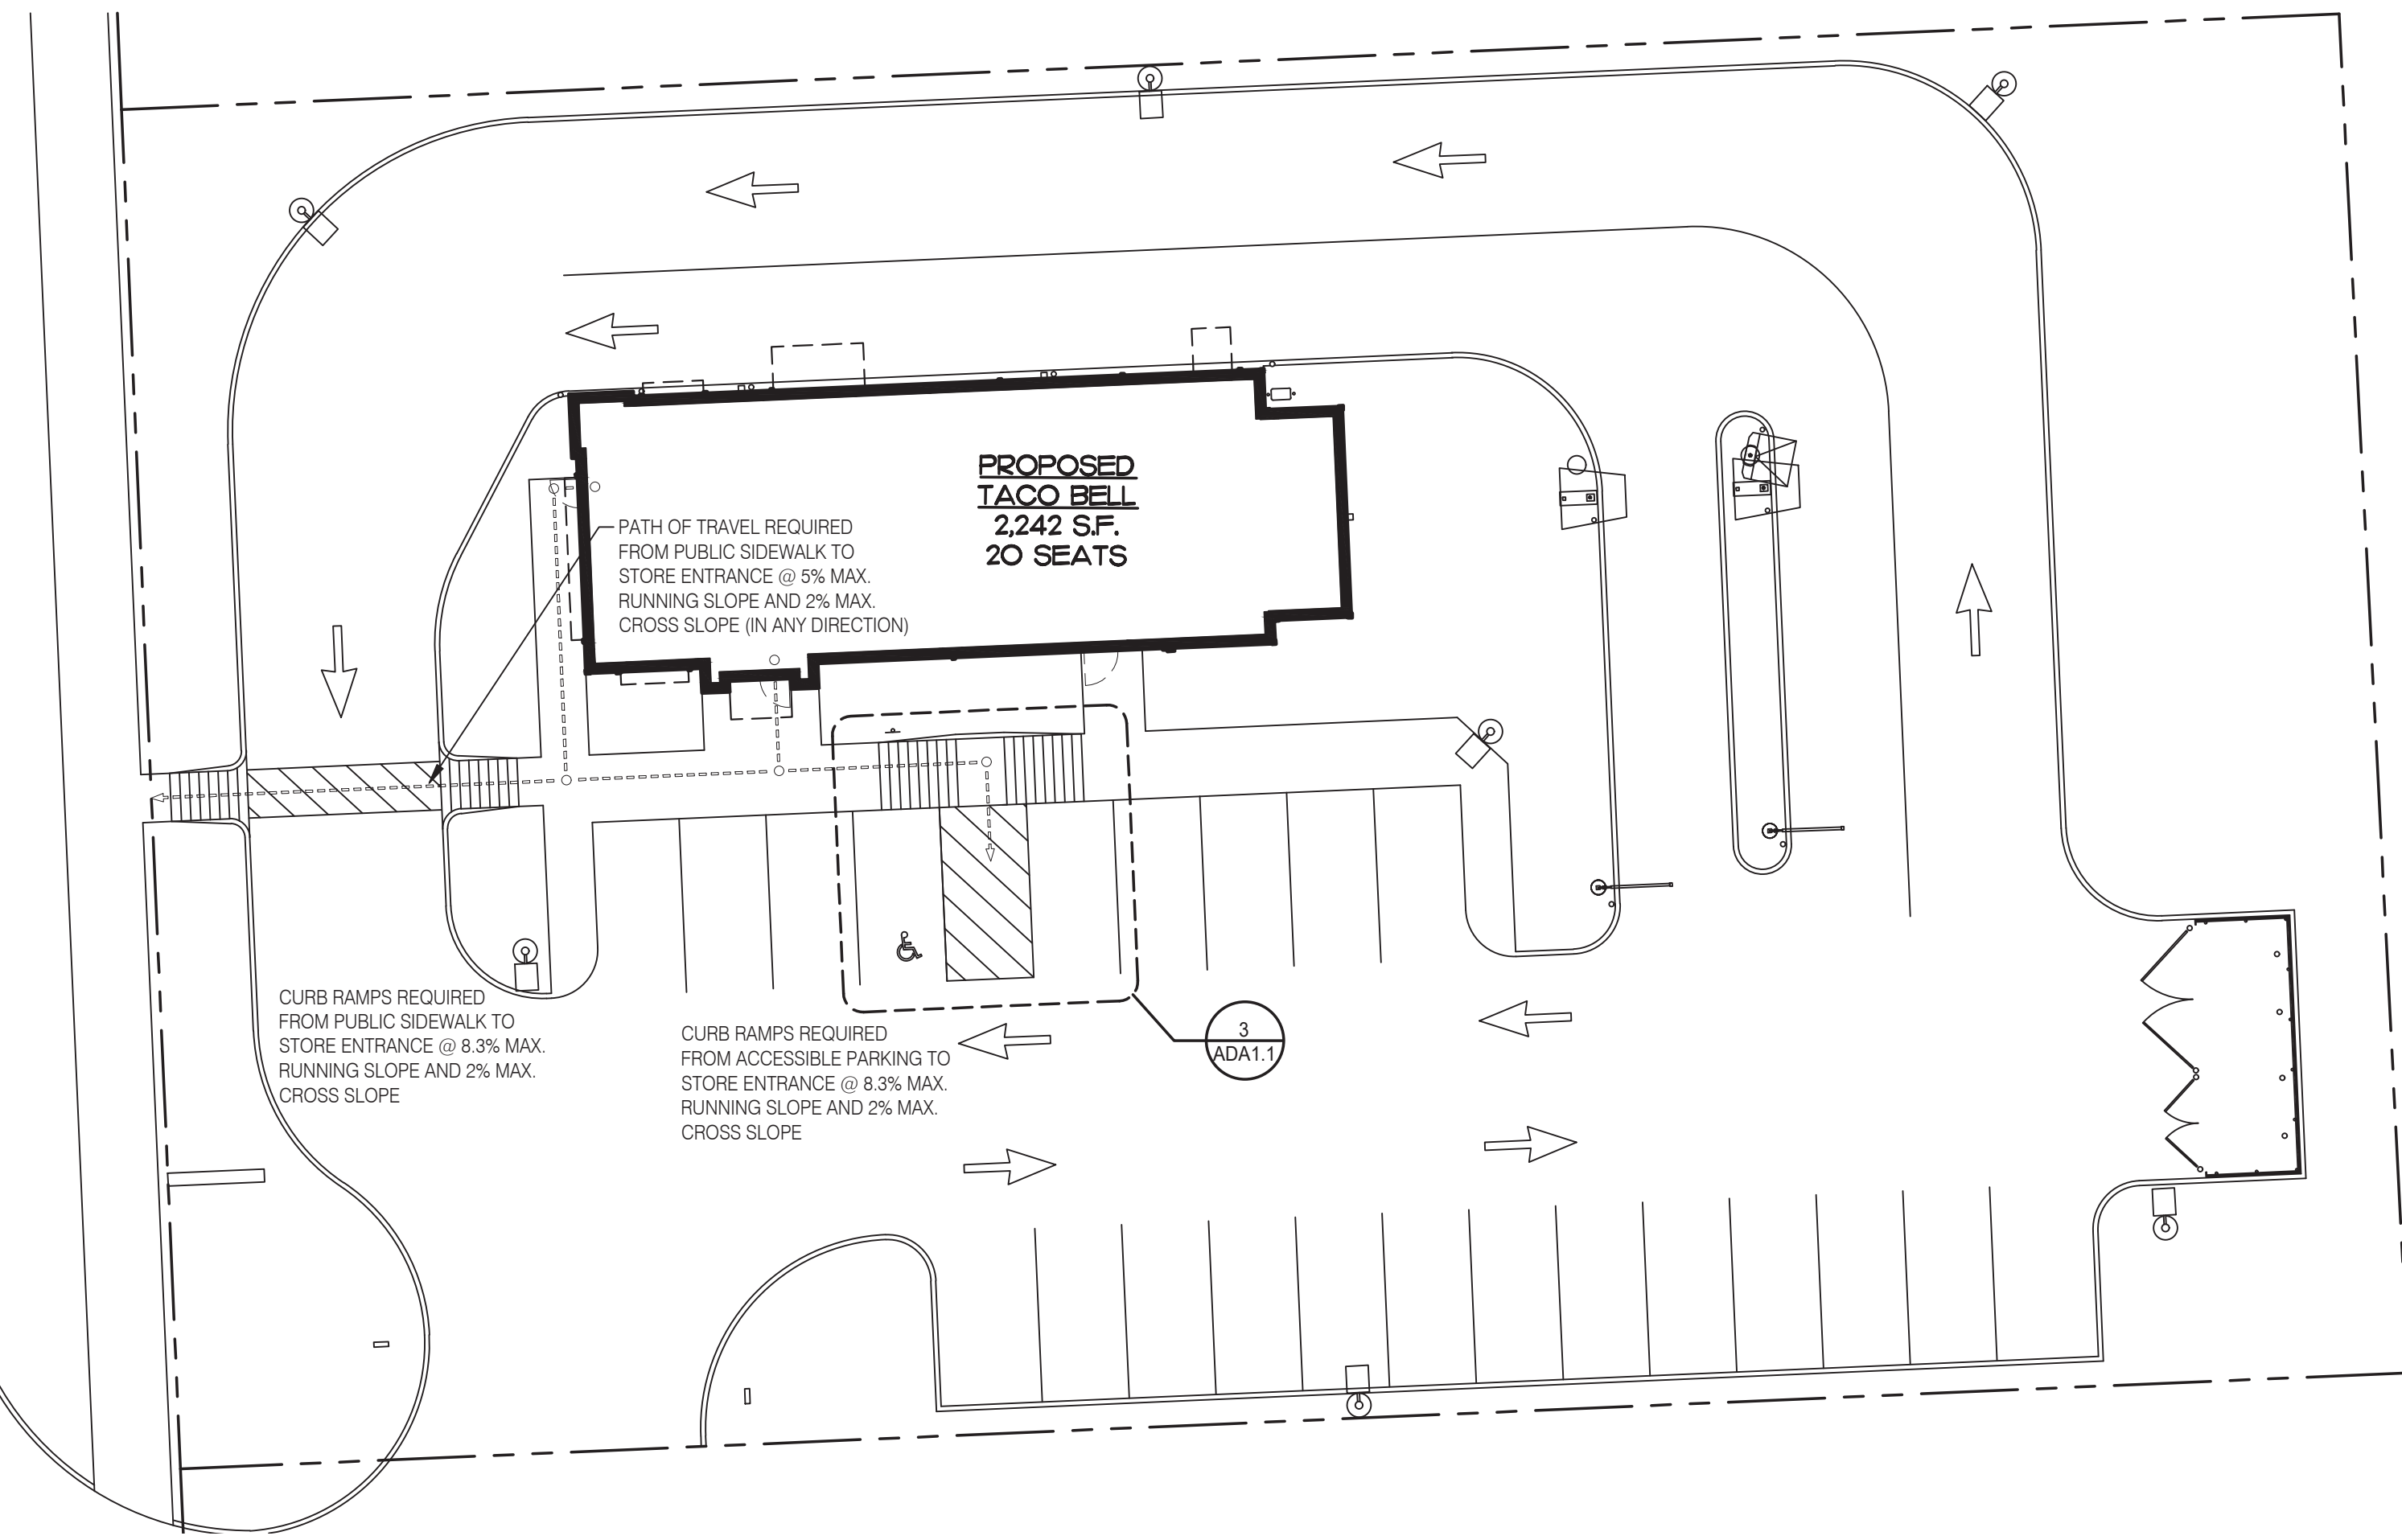 PROPOSED
TACO BELL
2,242 S.F.
20 SEATS
PATH OF TRAVEL REQUIRED
FROM PUBLIC SIDEWALK TO
STORE ENTRANCE @ 5% MAX.
RUNNING SLOPE AND 2% MAX.
CROSS SLOPE (IN ANY DIRECTION)
CURB RAMPS REQUIRED
FROM PUBLIC SIDEWALK TO
STORE ENTRANCE @ 8.3% MAX.
RUNNING SLOPE AND 2% MAX.
CROSS SLOPE
CURB RAMPS REQUIRED
FROM ACCESSIBLE PARKING TO
STORE ENTRANCE @ 8.3% MAX.
RUNNING SLOPE AND 2% MAX.
CROSS SLOPE
3
ADA1.1